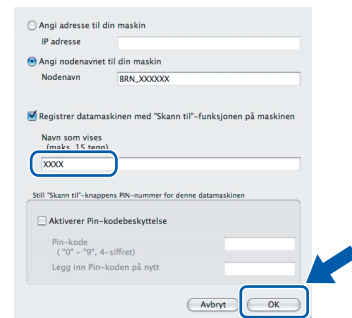 Angi adresse til din maskin
IP adresse
Angi nodenavnet til din maskin
Nodenavn BRN_XXXXXX
Registrer datamaskinen med "Skann til"-funksjonen på maskinen
Navn som vises
(maks. 15 tegn)
XXXX
Still "Skann til"-knappens PIN-nummer for denne datamaskinen
Aktiverer Pin-kodebeskyttelse
Pin-kode
( "0" - "9", 4-siffret)
Legg inn Pin-koden på nytt
Avbryt OK